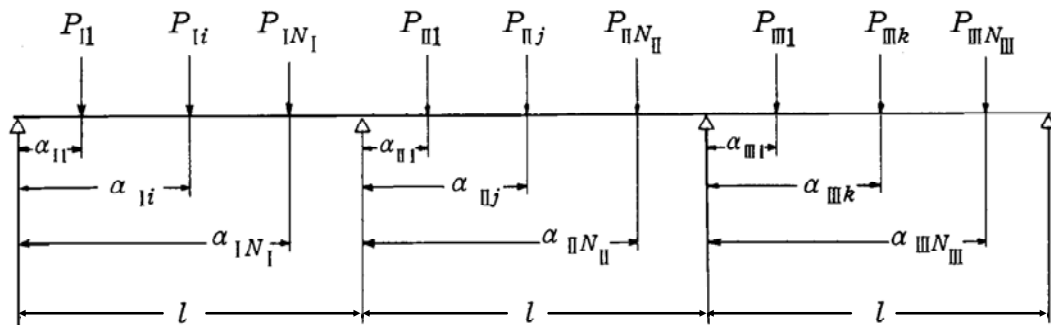 P_Ⅰ1 P_Ⅰi P_ⅠN_Ⅰ P_Ⅱ1 P_Ⅱj P_ⅡN_Ⅱ P_Ⅲ1 P_Ⅲk P_ⅢN_Ⅲ
α_Ⅰ1 α_Ⅱ1 α_Ⅲ1
α_Ⅰi α_Ⅱj α_Ⅲk
α_ⅠN_Ⅰ α_ⅡN_Ⅱ α_ⅢN_Ⅲ
l l l